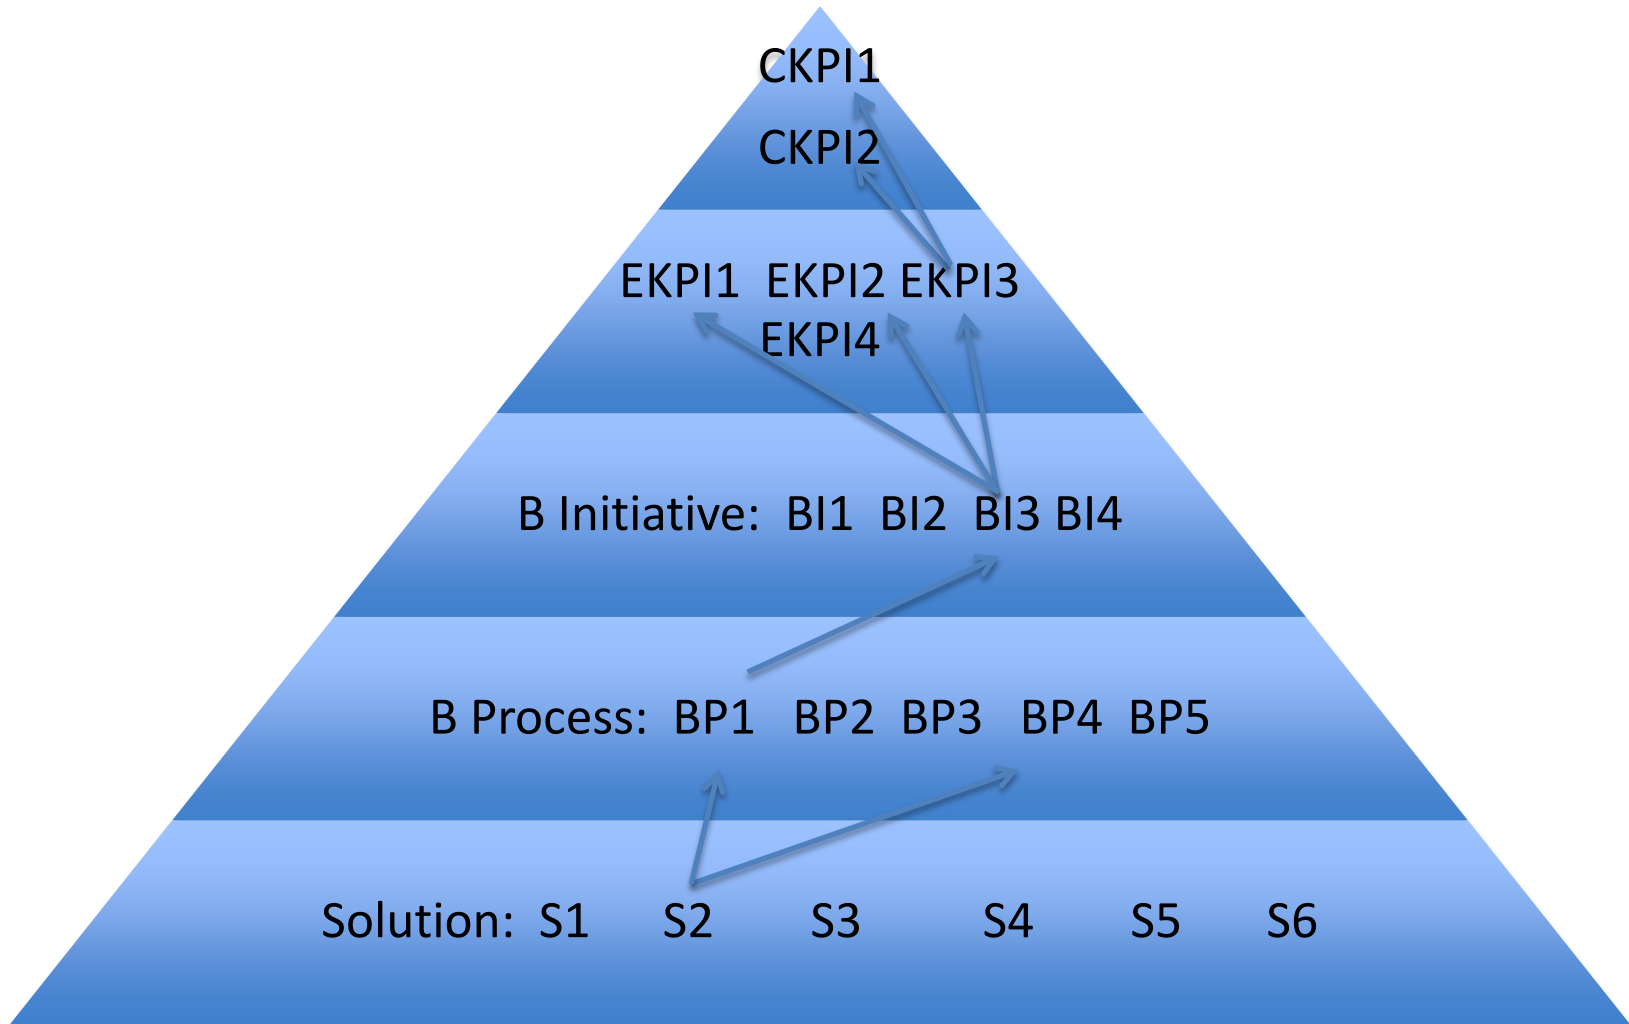 CKPI1
CKPI2
EKPI1 EKPI2 EKPI3
EKPI4
B Initiative: BI1 BI2 BI3 BI4
B Process: BP1 BP2 BP3 BP4 BP5
Solution: S1 S2 S3 S4 S5 S6